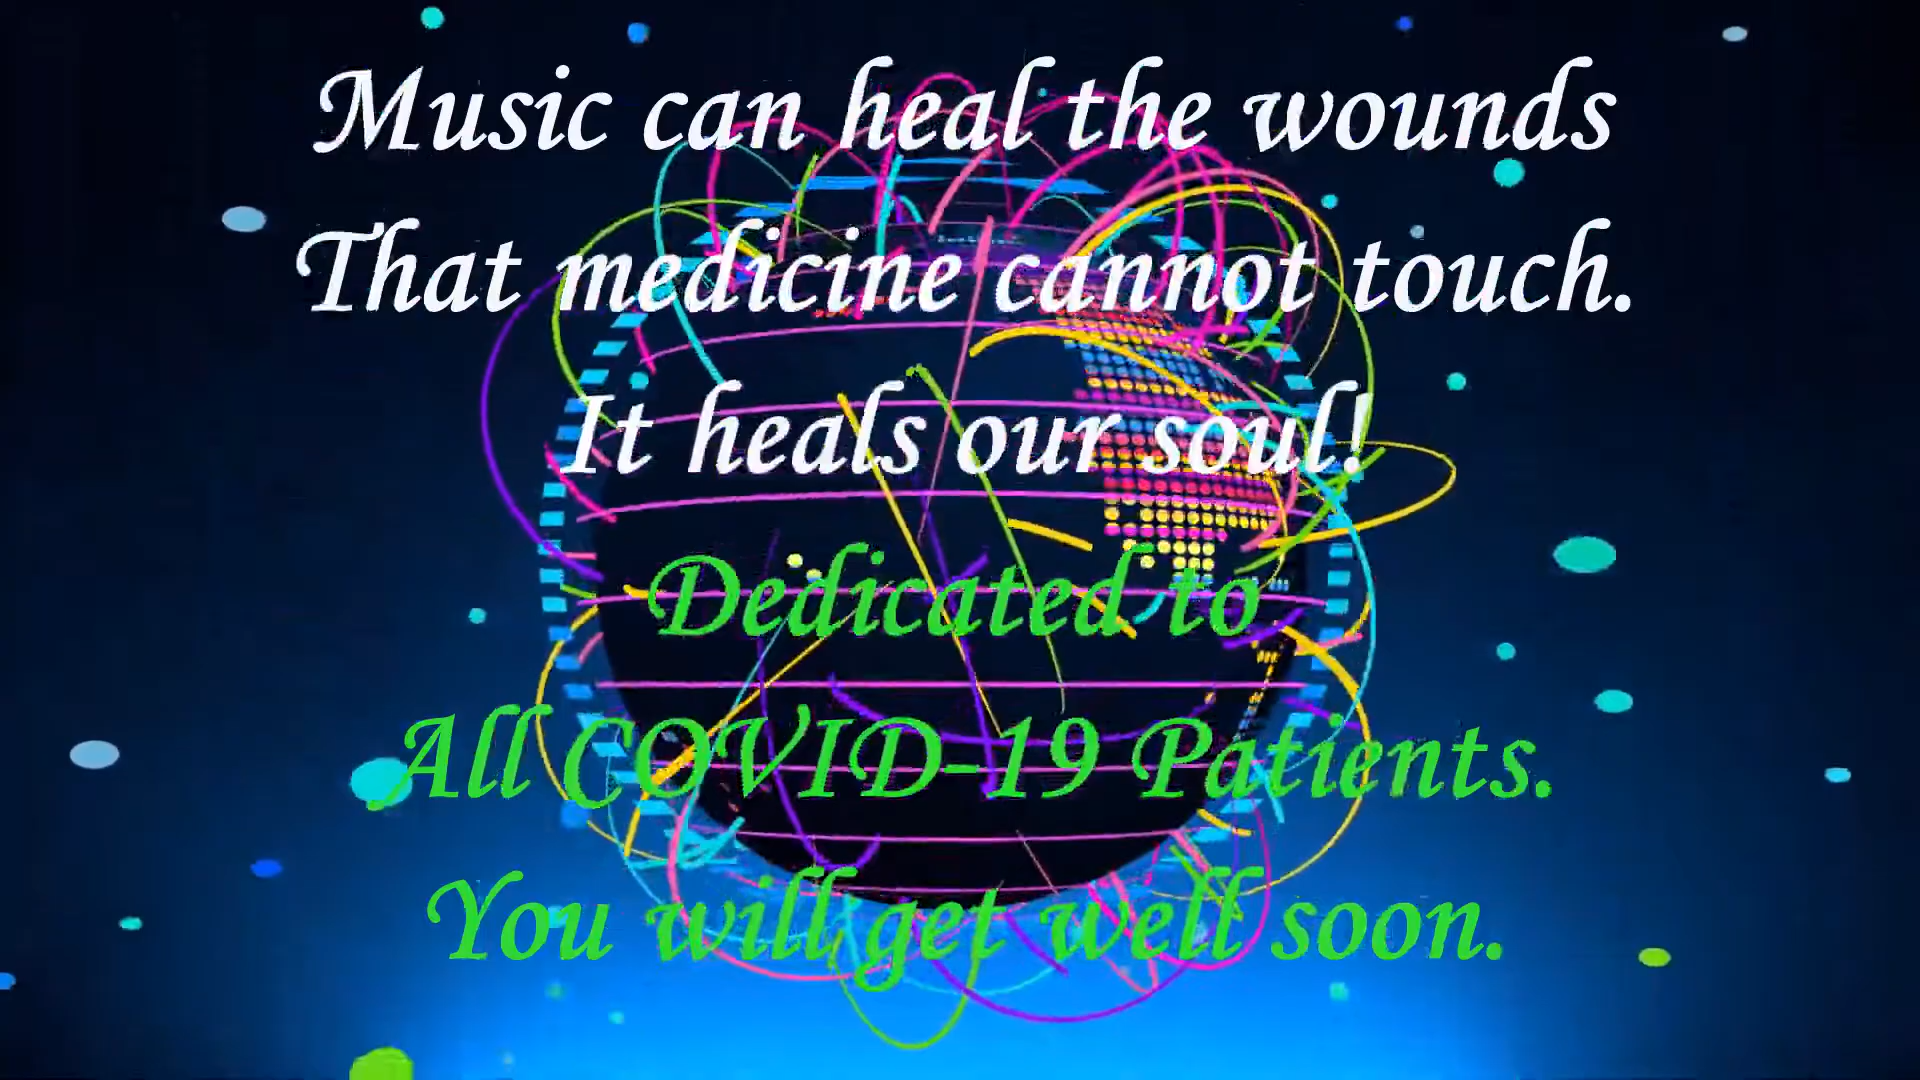 Music can heal the wounds
That medicine cannot touch.
It heals our soul!
Dedicated to
All COVID-19 Patients.
You will get well soon.